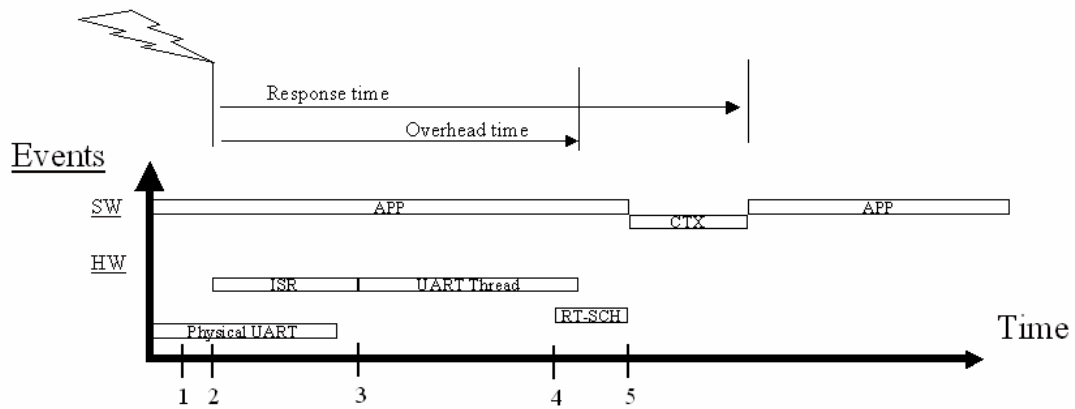 Response time
Overhead time
Events
SW
APP
APP
CTX
HW
ISR
UART Thread
RT-SCH
Physical UART
Time
1 2 3 4 5